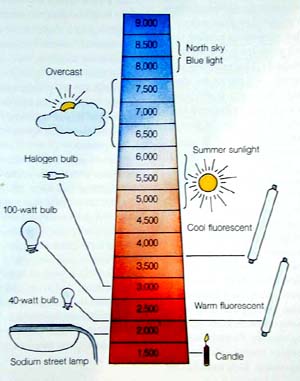 9,000
8,500
North sky
Blue light
8,000
Overcast
7,500
7,000
6,500
6,000
Summer sunlight
5,500
5,000
Halogen bulb
4,500
Cool fluorescent
4,000
3,500
100-watt bulb
3,000
40-watt bulb
2,500
Warm fluorescent
2,000
Sodium street lamp
1,500
Candle